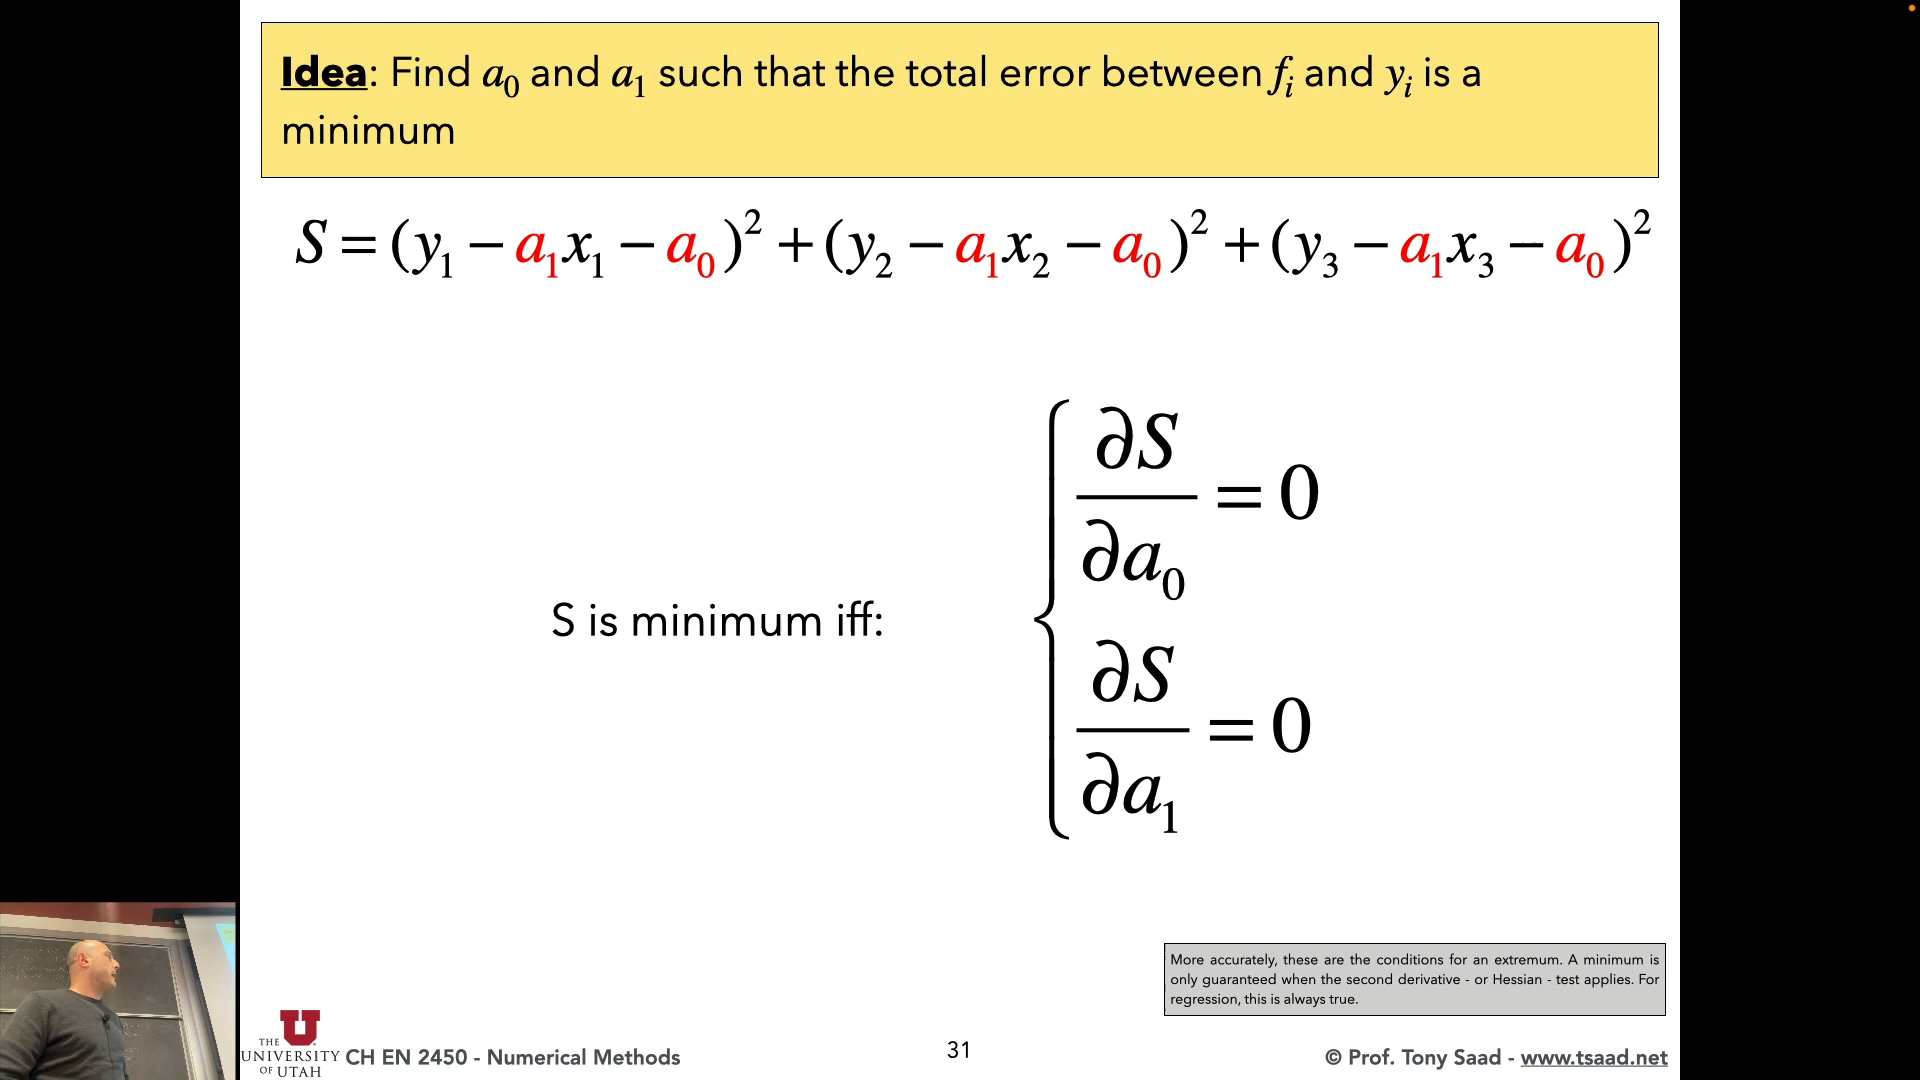 Idea: Find a₀ and a₁ such that the total error between fᵢ and yᵢ is a
minimum
S = (y₁ − a₁x₁ − a₀)² + (y₂ − a₁x₂ − a₀)² + (y₃ − a₁x₃ − a₀)²
∂S/∂a₀ = 0
S is minimum iff:
∂S/∂a₁ = 0
More accurately, these are the conditions for an extremum. A minimum is
only guaranteed when the second derivative - or Hessian - test applies. For
regression, this is always true.
U
THE
UNIVERSITY
OF UTAH
CH EN 2450 - Numerical Methods
31
© Prof. Tony Saad - www.tsaad.net